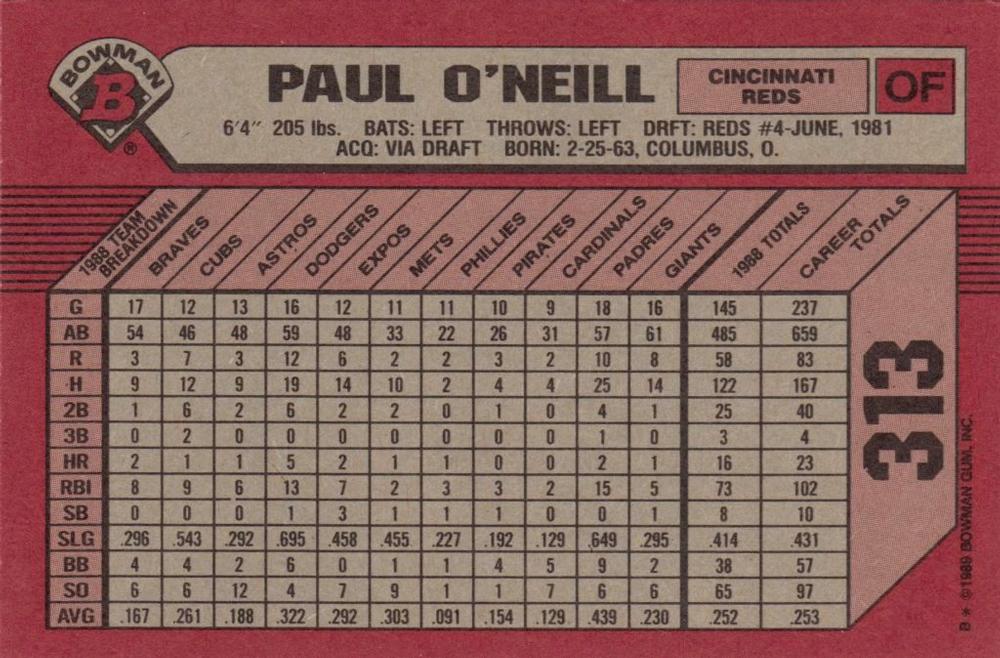 BOWMAN
B
®
PAUL O'NEILL
CINCINNATI
REDS
OF
6'4" 205 lbs. BATS: LEFT THROWS: LEFT DRFT: REDS #4-JUNE, 1981
ACQ: VIA DRAFT BORN: 2-25-63, COLUMBUS, O.
1988 TEAM BREAKDOWN BRAVES CUBS ASTROS DODGERS EXPOS METS PHILLIES PIRATES CARDINALS PADRES GIANTS 1988 TOTALS CAREER TOTALS
G 17 12 13 16 12 11 11 10 9 18 16 145 237
AB 54 46 48 59 48 33 22 26 31 57 61 485 659
R 3 7 3 12 6 2 2 3 2 10 8 58 83
H 9 12 9 19 14 10 2 4 4 25 14 122 167
2B 1 6 2 6 2 2 0 1 0 4 1 25 40
3B 0 2 0 0 0 0 0 0 0 1 0 3 4
HR 2 1 1 5 2 1 1 0 0 2 1 16 23
RBI 8 9 6 13 7 2 3 3 2 15 5 73 102
SB 0 0 0 1 3 1 1 1 0 0 1 8 10
SLG .296 .543 .292 .695 .458 .455 .227 .192 .129 .649 .295 .414 .431
BB 4 4 2 6 0 1 1 4 5 9 2 38 57
SO 6 6 12 4 7 9 1 1 7 6 6 65 97
AVG .167 .261 .188 .322 .292 .303 .091 .154 .129 .439 .230 .252 .253
313
B * ©1989 BOWMAN GUM, INC.